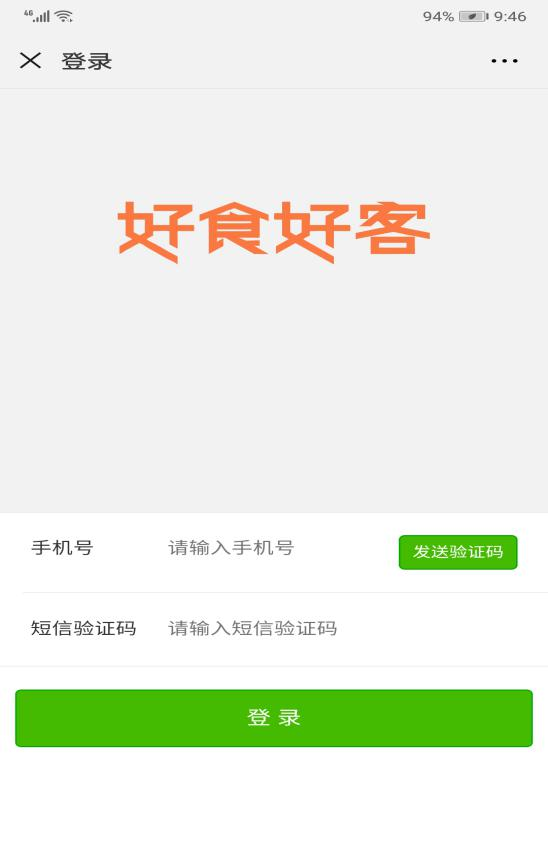 4G 94% 9:46
登录
好食好客
手机号 请输入手机号 发送验证码
短信验证码 请输入短信验证码
登 录